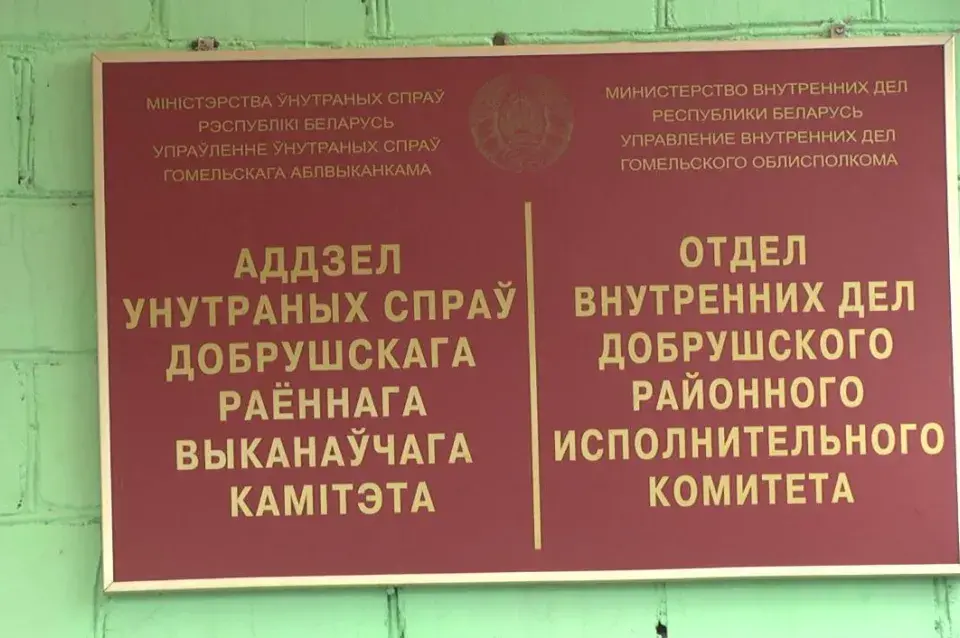 МІНІСТЭРСТВА ЎНУТРАНЫХ СПРАЎ
РЭСПУБЛІКІ БЕЛАРУСЬ
УПРАЎЛЕННЕ ЎНУТРАНЫХ СПРАЎ
ГОМЕЛЬСКАГА АБЛВЫКАНКАМА
АДДЗЕЛ
УНУТРАНЫХ СПРАЎ
ДОБРУШСКАГА
РАЁННАГА
ВЫКАНАЎЧАГА
КАМІТЭТА
МИНИСТЕРСТВО ВНУТРЕННИХ ДЕЛ
РЕСПУБЛИКИ БЕЛАРУСЬ
УПРАВЛЕНИЕ ВНУТРЕННИХ ДЕЛ
ГОМЕЛЬСКОГО ОБЛИСПОЛКОМА
ОТДЕЛ
ВНУТРЕННИХ ДЕЛ
ДОБРУШСКОГО
РАЙОННОГО
ИСПОЛНИТЕЛЬНОГО
КОМИТЕТА